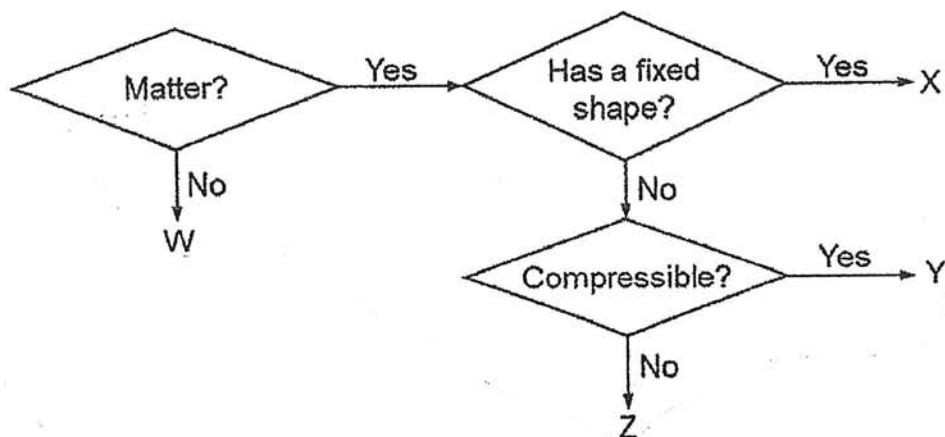 Matter?
Yes
Has a fixed
shape?
Yes
X
No
W
No
Compressible?
Yes
Y
No
Z